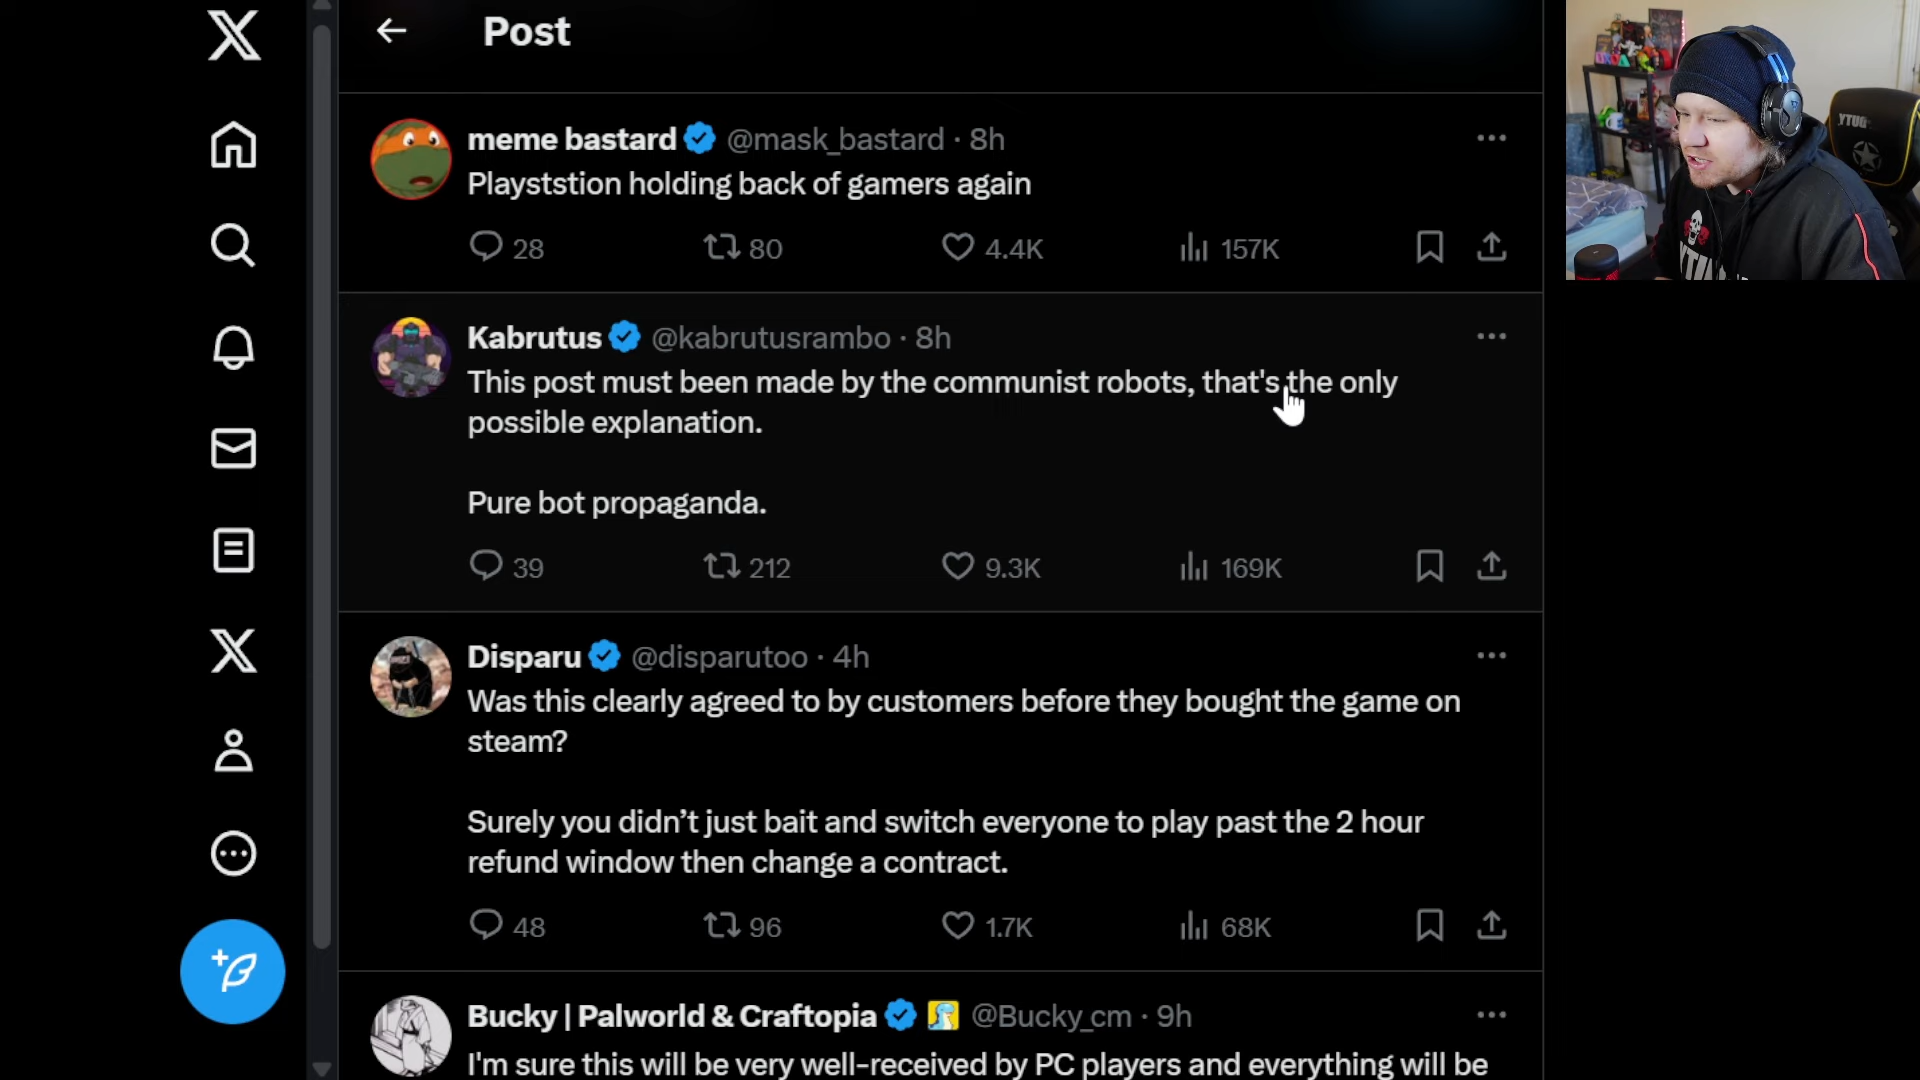 Post
meme bastard @mask_bastard · 8h
Playststion holding back of gamers again
28 80 4.4K 157K
Kabrutus @kabrutusrambo · 8h
This post must been made by the communist robots, that's the only
possible explanation.
Pure bot propaganda.
39 212 9.3K 169K
Disparu @disparutoo · 4h
Was this clearly agreed to by customers before they bought the game on
steam?
Surely you didn’t just bait and switch everyone to play past the 2 hour
refund window then change a contract.
48 96 1.7K 68K
Bucky | Palworld & Craftopia @Bucky_cm · 9h
I'm sure this will be very well-received by PC players and everything will be
YTUG